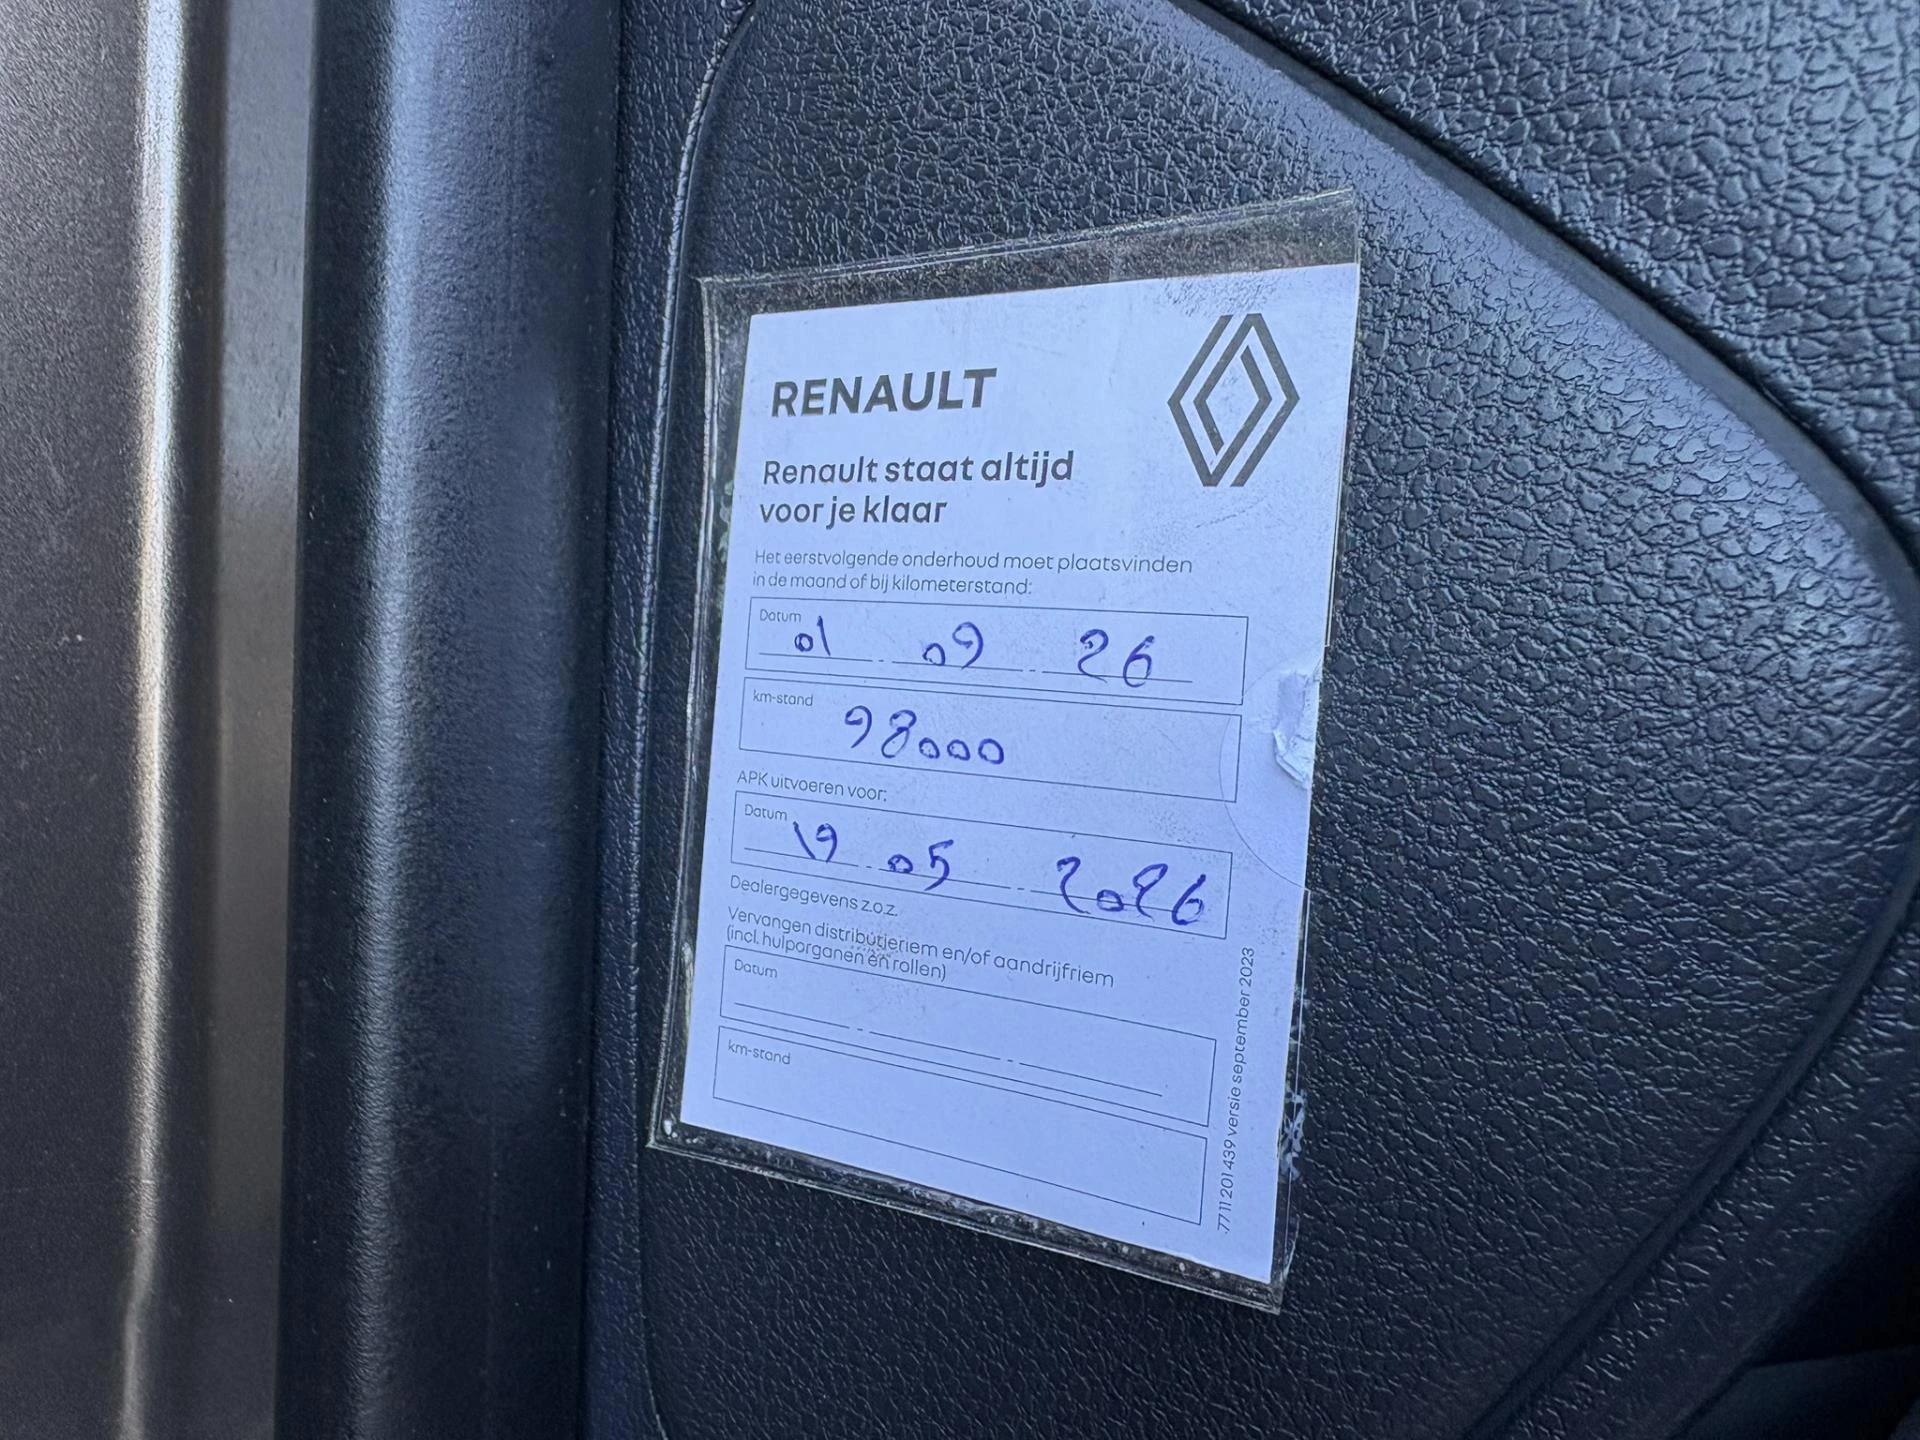 RENAULT
Renault staat altijd
voor je klaar
Het eerstvolgende onderhoud moet plaatsvinden
in de maand of bij kilometerstand:
Datum
01 09 26
km-stand
98000
APK uitvoeren voor:
Datum
19 05 2026
Dealergegevens z.o.z.
Vervangen distributieriem en/of aandrijfriem
(incl. hulporganen en rollen)
Datum
km-stand
77 11 201 439 versie september 2023